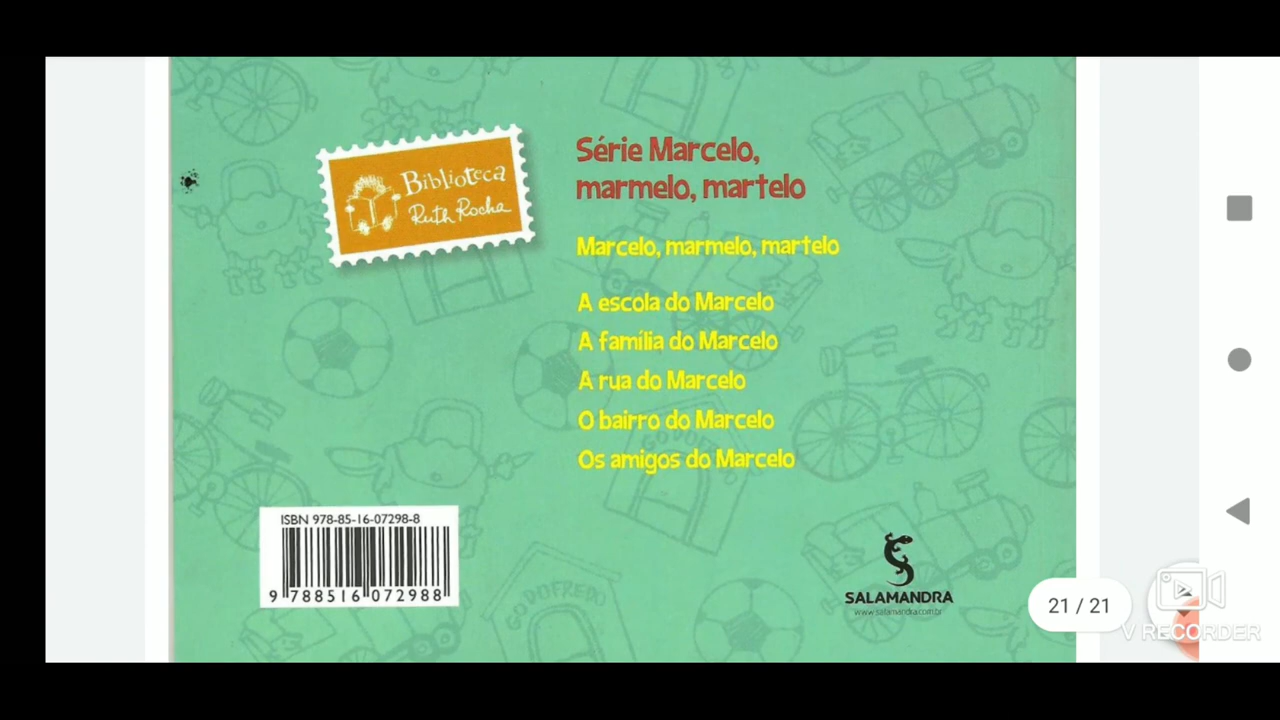 Biblioteca
Ruth Rocha
Série Marcelo,
marmelo, martelo
Marcelo, marmelo, martelo
A escola do Marcelo
A família do Marcelo
A rua do Marcelo
O bairro do Marcelo
Os amigos do Marcelo
GODOFREDO
ISBN 978-85-16-07298-8
9 788516 072988
GODOFREDO
SALAMANDRA
www.salamandra.com.br
21 / 21
V RECORDER